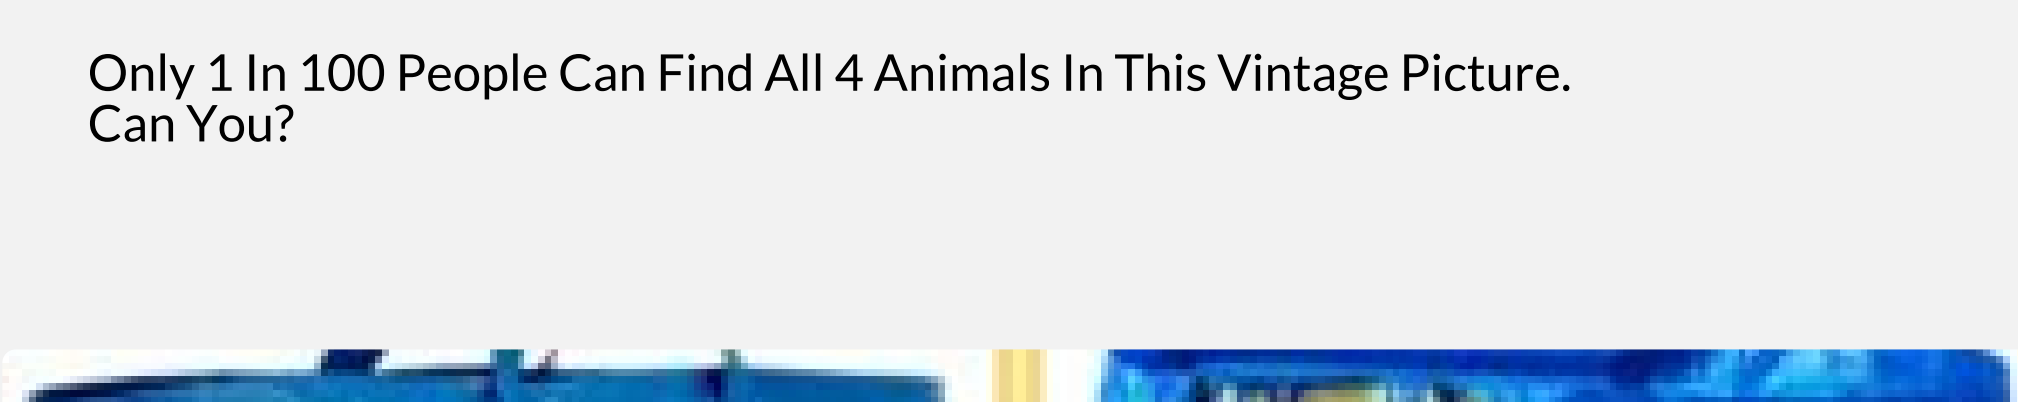 Only 1 In 100 People Can Find All 4 Animals In This Vintage Picture.
Can You?